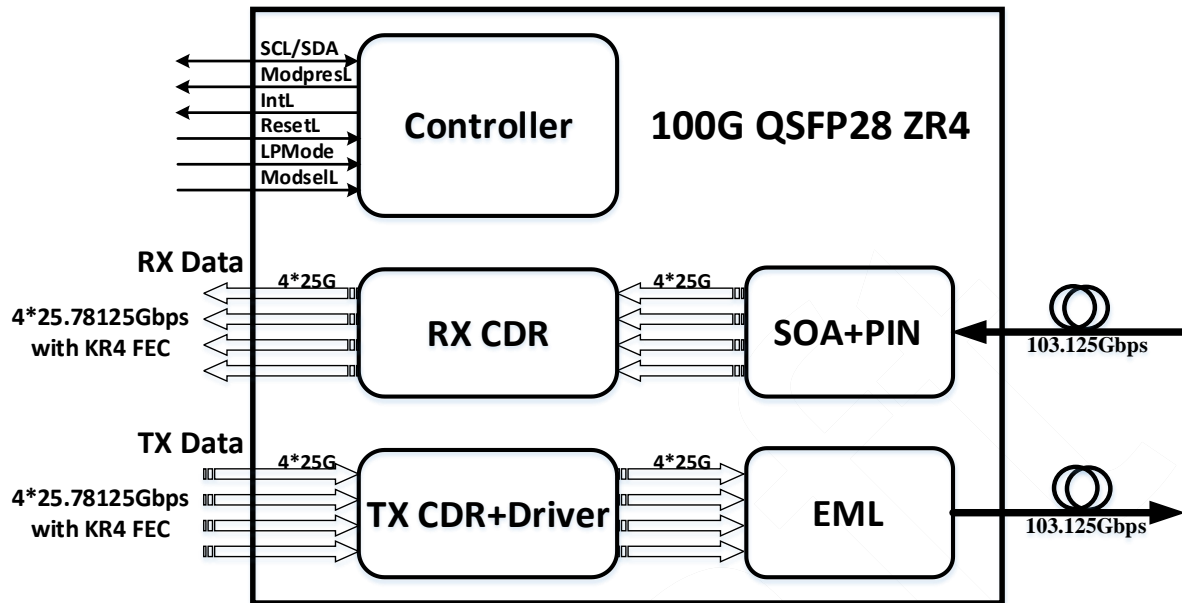 SCL/SDA
ModpresL
IntL
ResetL
LPMode
ModselL
Controller
100G QSFP28 ZR4
RX Data
4*25.78125Gbps
with KR4 FEC
4*25G
RX CDR
4*25G
SOA+PIN
103.125Gbps
TX Data
4*25.78125Gbps
with KR4 FEC
4*25G
TX CDR+Driver
4*25G
EML
103.125Gbps